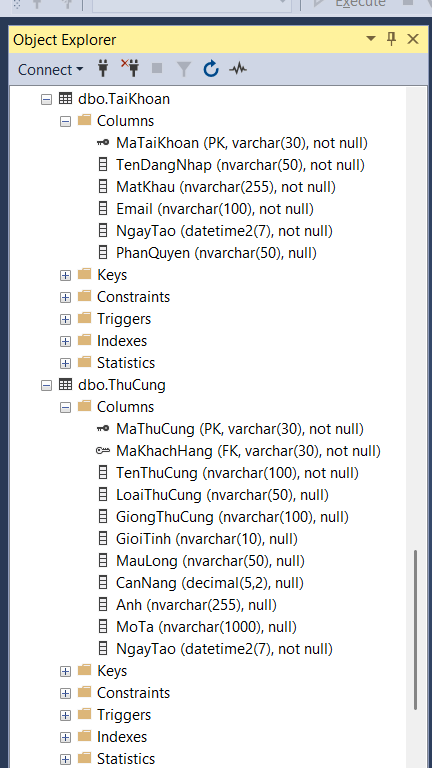 Execute
Object Explorer
Connect
dbo.TaiKhoan
Columns
MaTaiKhoan (PK, varchar(30), not null)
TenDangNhap (nvarchar(50), not null)
MatKhau (nvarchar(255), not null)
Email (nvarchar(100), not null)
NgayTao (datetime2(7), not null)
PhanQuyen (nvarchar(50), null)
Keys
Constraints
Triggers
Indexes
Statistics
dbo.ThuCung
Columns
MaThuCung (PK, varchar(30), not null)
MaKhachHang (FK, varchar(30), not null)
TenThuCung (nvarchar(100), not null)
LoaiThuCung (nvarchar(50), null)
GiongThuCung (nvarchar(100), null)
GioiTinh (nvarchar(10), null)
MauLong (nvarchar(50), null)
CanNang (decimal(5,2), null)
Anh (nvarchar(255), null)
MoTa (nvarchar(1000), null)
NgayTao (datetime2(7), not null)
Keys
Constraints
Triggers
Indexes
Statistics